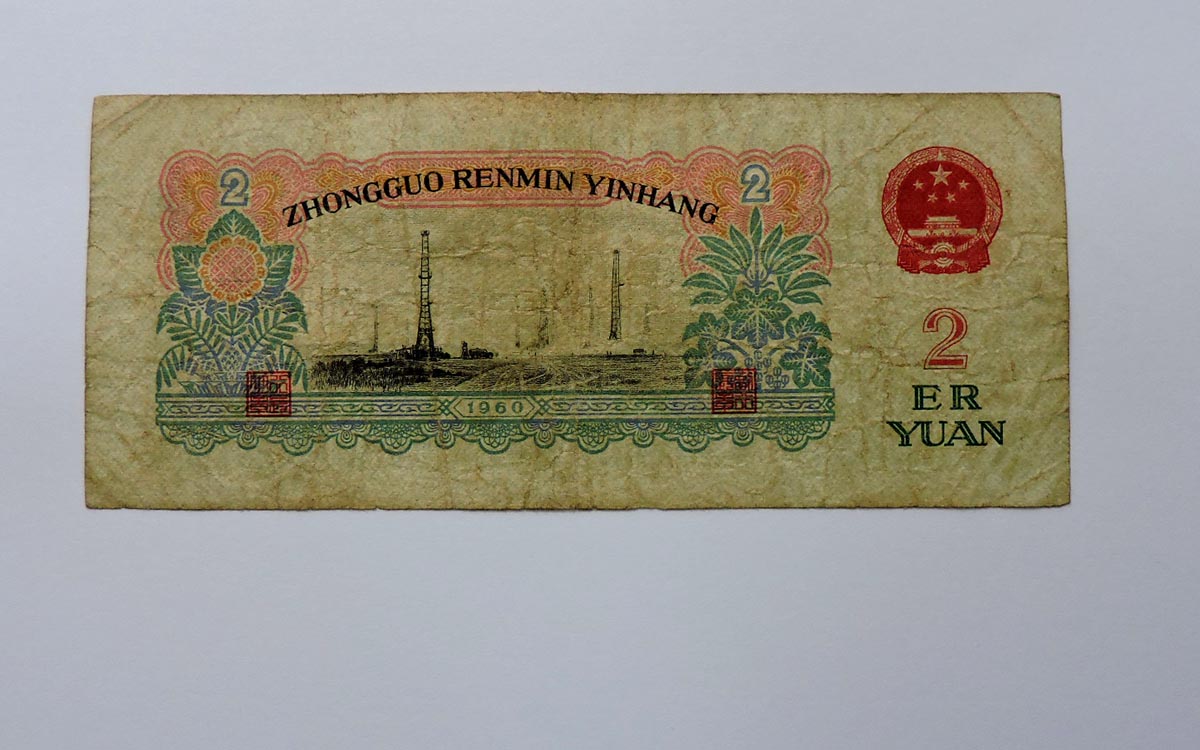 2
2
ZHONGGUO RENMIN YINHANG
2
ER
YUAN
1960